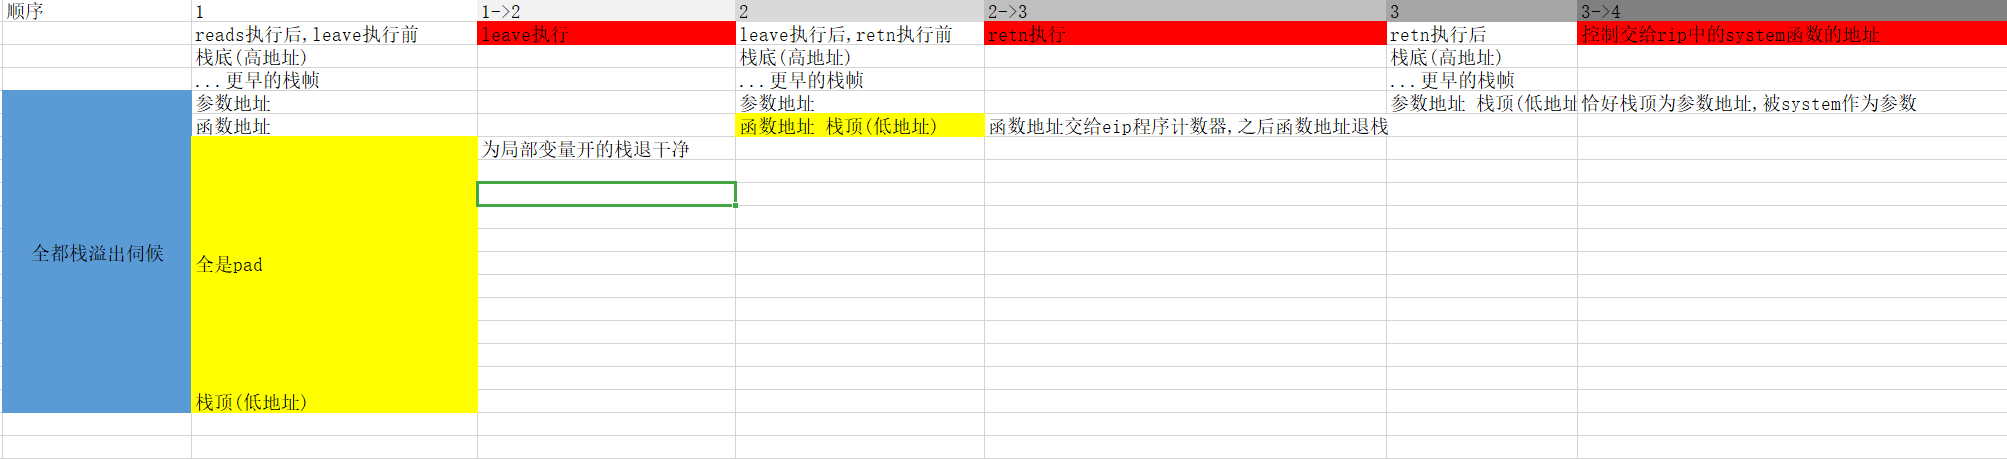 顺序 1 1->2 2 2->3 3 3->4
reads执行后,leave执行前 leave执行 leave执行后,retn执行前 retn执行 retn执行后 控制交给rip中的system函数的地址
栈底(高地址) 栈底(高地址) 栈底(高地址)
...更早的栈帧 ...更早的栈帧 ...更早的栈帧
参数地址 参数地址 参数地址 栈顶(低地址 恰好栈顶为参数地址,被system作为参数
函数地址 函数地址 栈顶(低地址) 函数地址交给eip程序计数器,之后函数地址退栈
为局部变量开的栈退干净
全都栈溢出伺候
全是pad
栈顶(低地址)